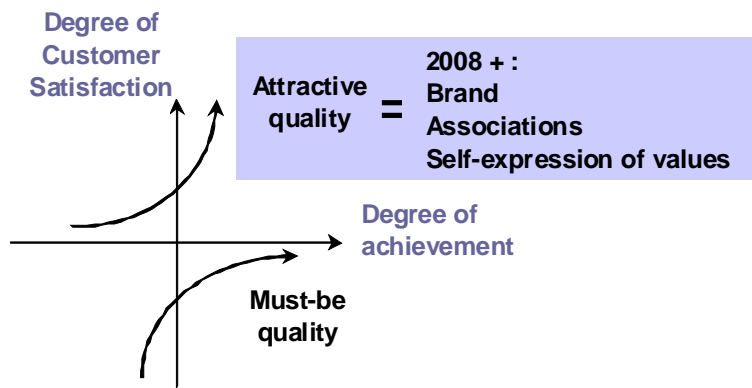 Degree of
Customer
Satisfaction
Attractive
quality
=
2008 + :
Brand
Associations
Self-expression of values
Degree of
achievement
Must-be
quality